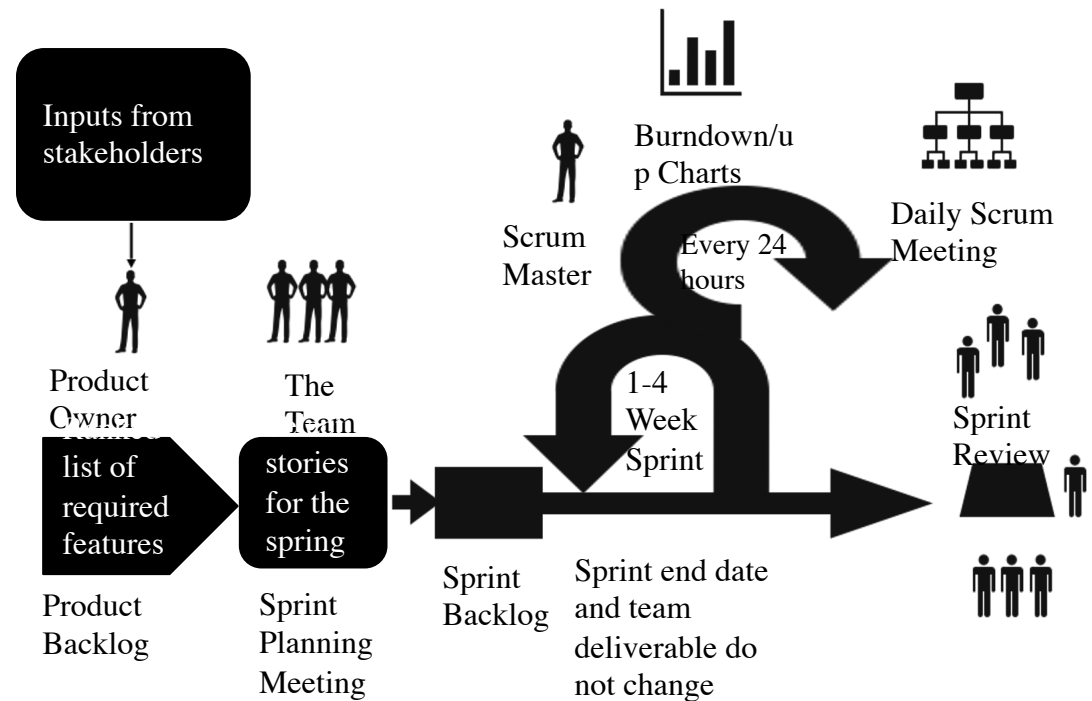 Inputs from
stakeholders
Product
Owner
The
Team
Scrum
Master
Burndown/u
p Charts
Every 24
hours
Daily Scrum
Meeting
1-4
Week
Sprint
Sprint
Review
list of
required
features
stories
for the
spring
Product
Backlog
Sprint
Planning
Meeting
Sprint
Backlog
Sprint end date
and team
deliverable do
not change